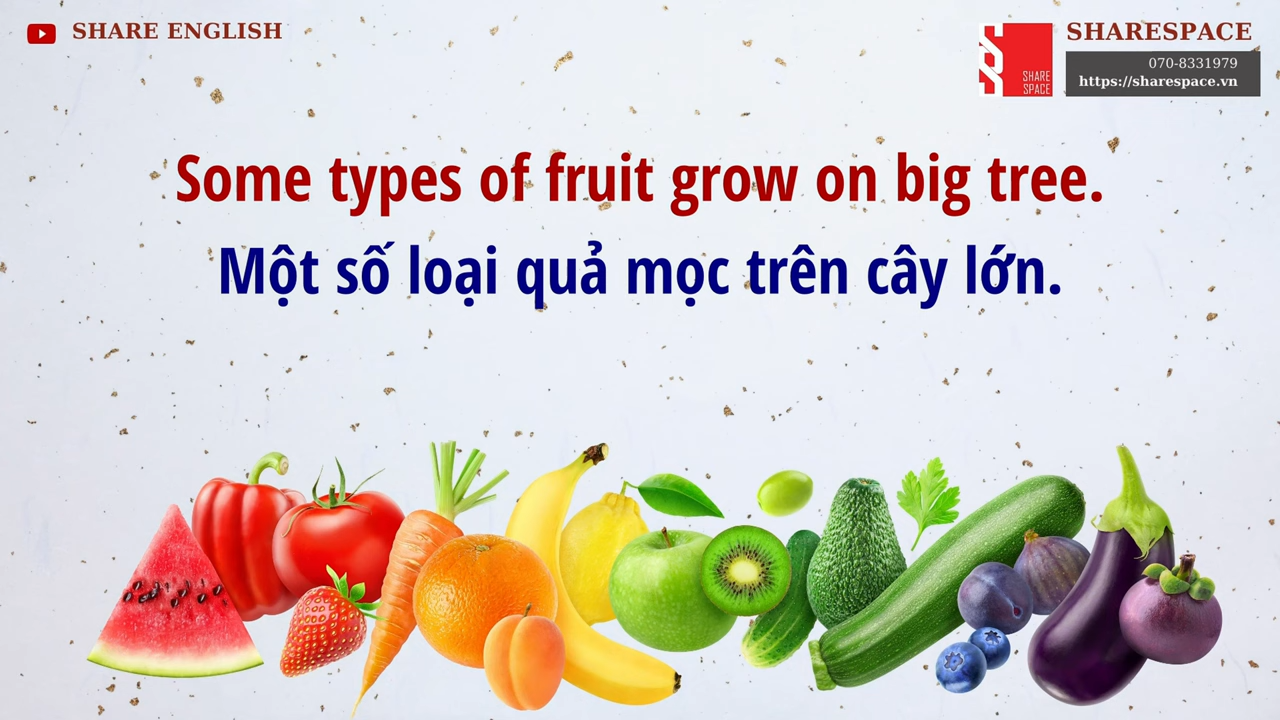 SHARE ENGLISH
SHARESPACE
070-8331979
https://sharespace.vn
SHARE
SPACE
Some types of fruit grow on big tree.
Một số loại quả mọc trên cây lớn.